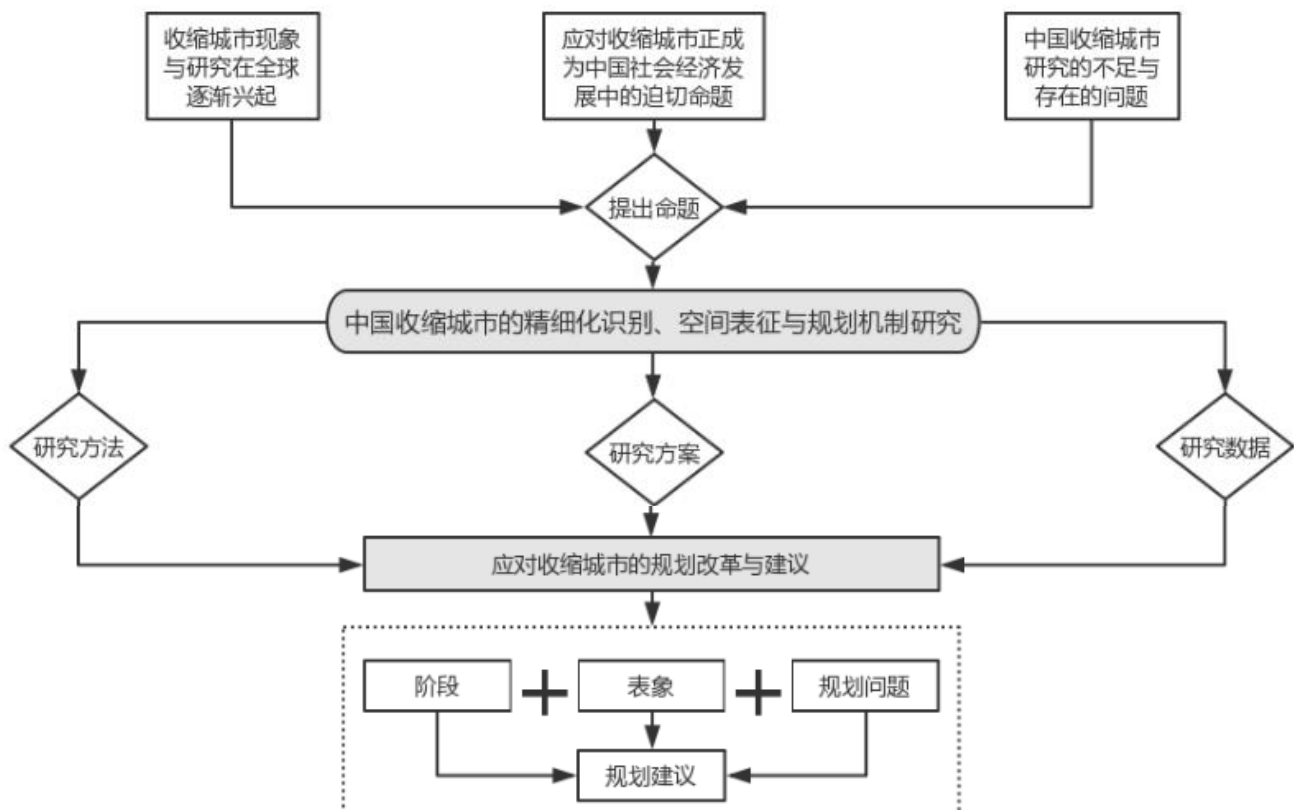 收缩城市现象
与研究在全球
逐渐兴起
应对收缩城市正成
为中国社会经济发
展中的迫切命题
中国收缩城市
研究的不足与
存在的问题
提出命题
中国收缩城市的精细化识别、空间表征与规划机制研究
研究方法
研究方案
研究数据
应对收缩城市的规划改革与建议
阶段
表象
规划问题
规划建议